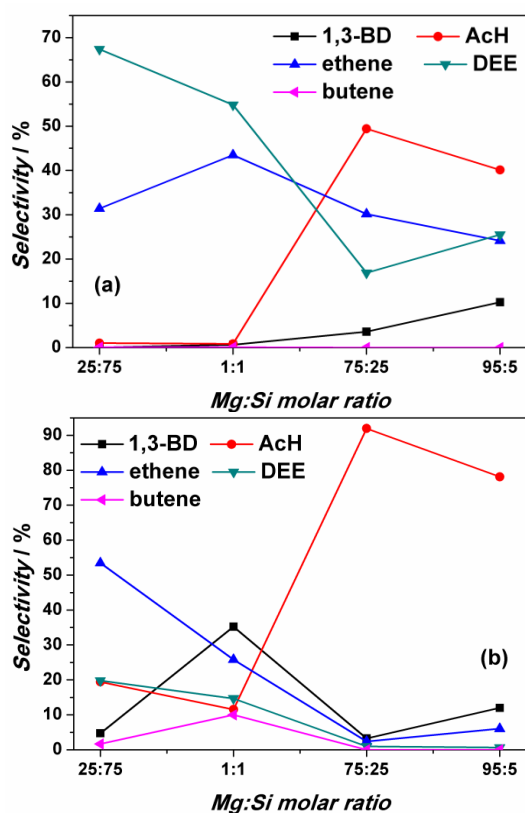 1,3-BD AcH
ethene DEE
butene
70
60
50
40
30
20
10
0
Selectivity / %
(a)
25:75 1:1 75:25 95:5
Mg:Si molar ratio
1,3-BD AcH
ethene DEE
butene
90
80
70
60
50
40
30
20
10
0
Selectivity / %
(b)
25:75 1:1 75:25 95:5
Mg:Si molar ratio